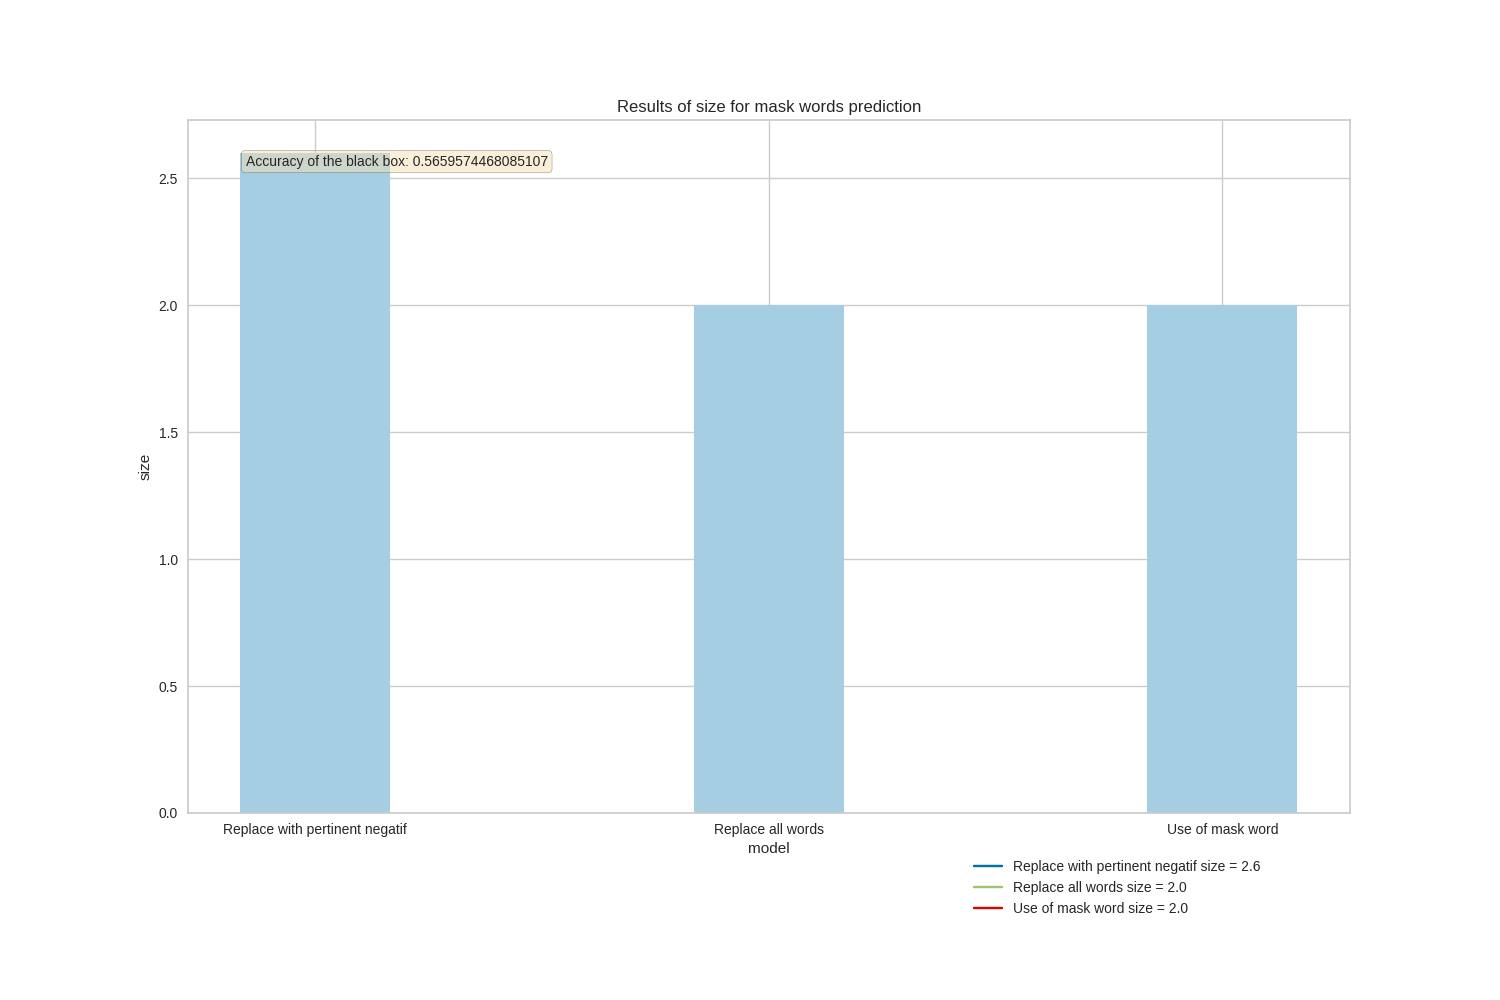 Results of size for mask words prediction
Accuracy of the black box: 0.5659574468085107
2.5
2.0
1.5
size
1.0
0.5
0.0
Replace with pertinent negatif
Replace all words
Use of mask word
model
Replace with pertinent negatif size = 2.6
Replace all words size = 2.0
Use of mask word size = 2.0